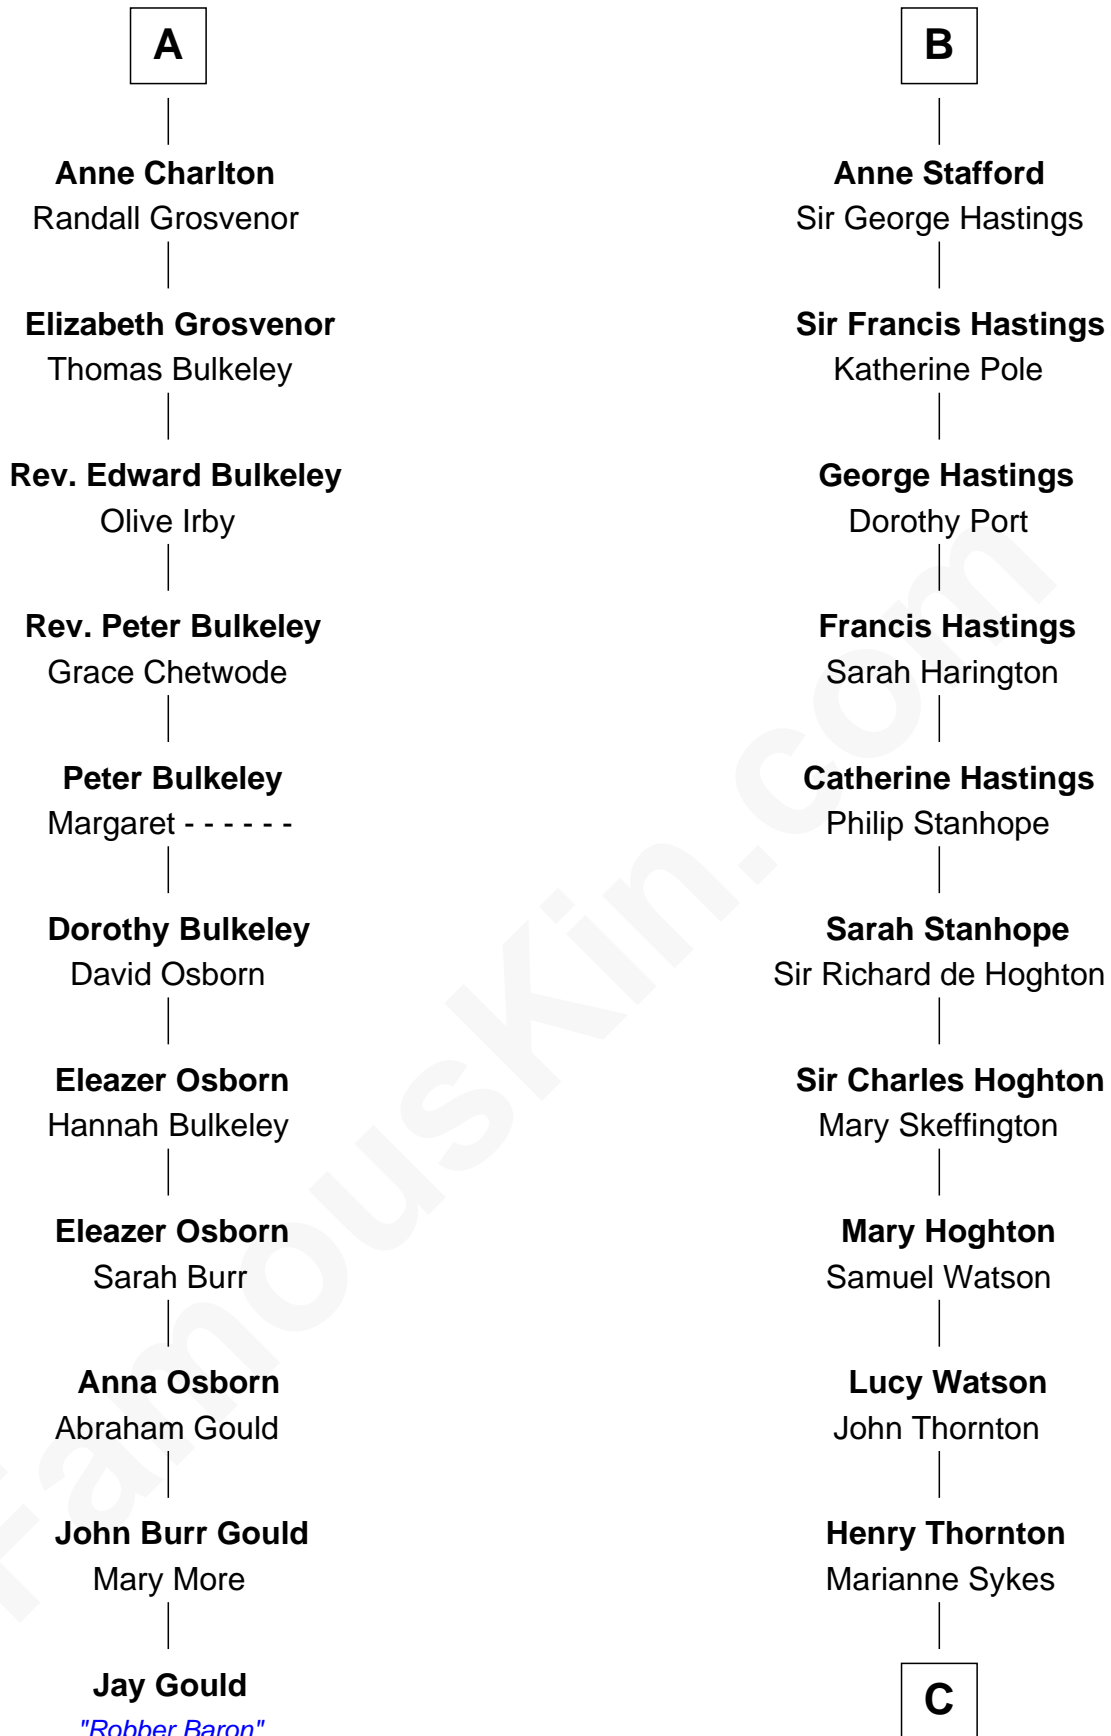 A
Anne Charlton
Randall Grosvenor
Elizabeth Grosvenor
Thomas Bulkeley
Rev. Edward Bulkeley
Olive Irby
Rev. Peter Bulkeley
Grace Chetwode
Peter Bulkeley
Margaret - - - - - -
Dorothy Bulkeley
David Osborn
Eleazer Osborn
Hannah Bulkeley
Eleazer Osborn
Sarah Burr
Anna Osborn
Abraham Gould
John Burr Gould
Mary More
Jay Gould
"Robber Baron"
B
Anne Stafford
Sir George Hastings
Sir Francis Hastings
Katherine Pole
George Hastings
Dorothy Port
Francis Hastings
Sarah Harington
Catherine Hastings
Philip Stanhope
Sarah Stanhope
Sir Richard de Hoghton
Sir Charles Hoghton
Mary Skeffington
Mary Hoghton
Samuel Watson
Lucy Watson
John Thornton
Henry Thornton
Marianne Sykes
C
FamousKin.com